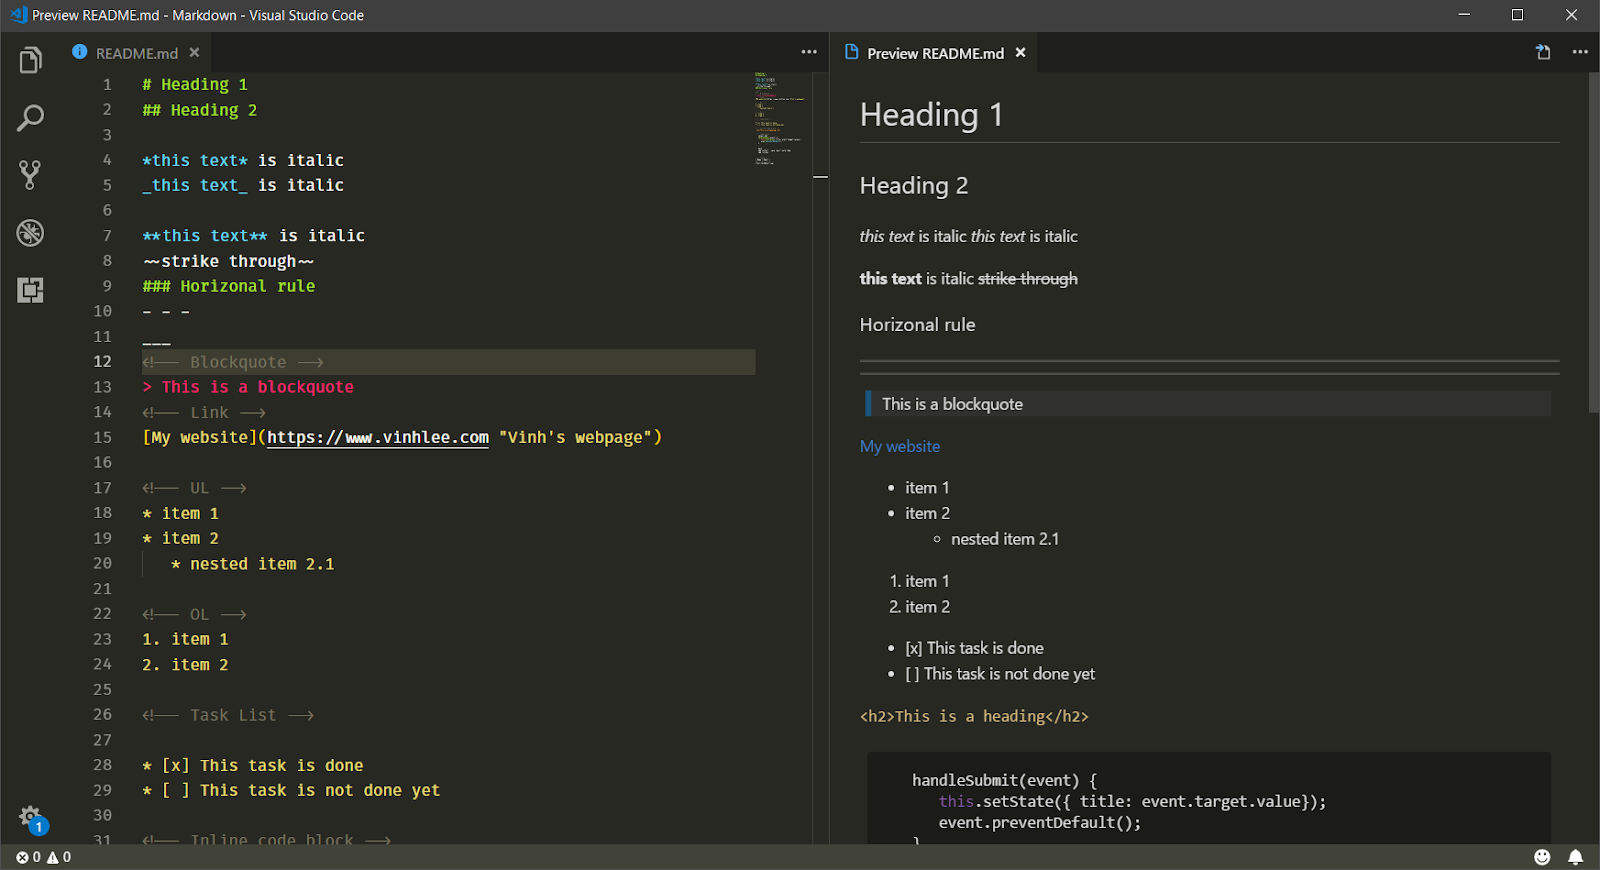 Preview README.md - Markdown - Visual Studio Code
README.md
1 # Heading 1
2 ## Heading 2
3
4 *this text* is italic
5 _this text_ is italic
6
7 **this text** is italic
8 ~~strike through~~
9 ### Horizonal rule
10 - - -
11 ___
12 <!-- Blockquote -->
13 > This is a blockquote
14 <!-- Link -->
15 [My website](https://www.vinhlee.com "Vinh's webpage")
16
17 <!-- UL -->
18 * item 1
19 * item 2
20 * nested item 2.1
21
22 <!-- OL -->
23 1. item 1
24 2. item 2
25
26 <!-- Task List -->
27
28 * [x] This task is done
29 * [ ] This task is not done yet
30
31 <!-- Inline code block -->
Preview README.md
Heading 1
Heading 2
this text is italic this text is italic
this text is italic strike through
Horizonal rule
This is a blockquote
My website
• item 1
• item 2
◦ nested item 2.1
1. item 1
2. item 2
• [x] This task is done
• [ ] This task is not done yet
<h2>This is a heading</h2>
handleSubmit(event) {
this.setState({ title: event.target.value});
event.preventDefault();
}
1
0 0